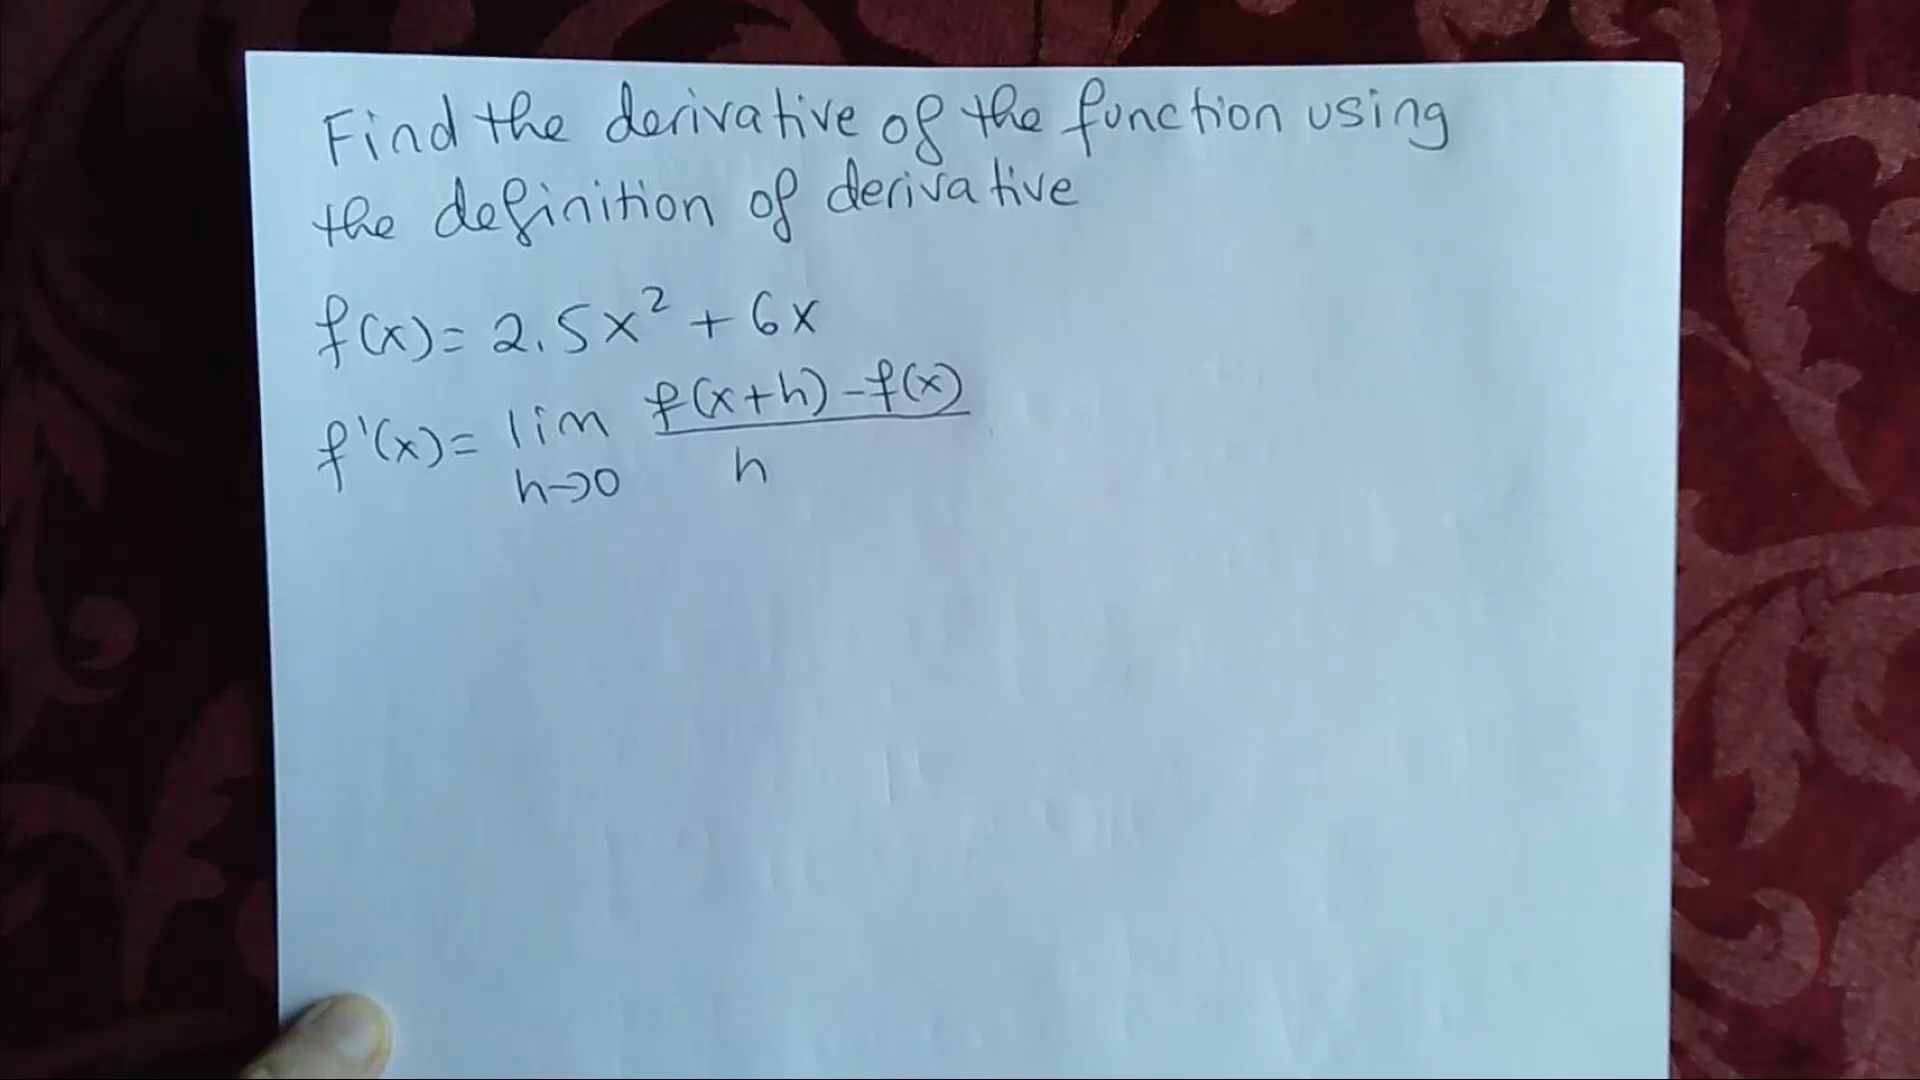 Find the derivative of the function using
the definition of derivative
f(x) = 2.5x² + 6x
f'(x) = lim h→0 f(x+h) - f(x) / h